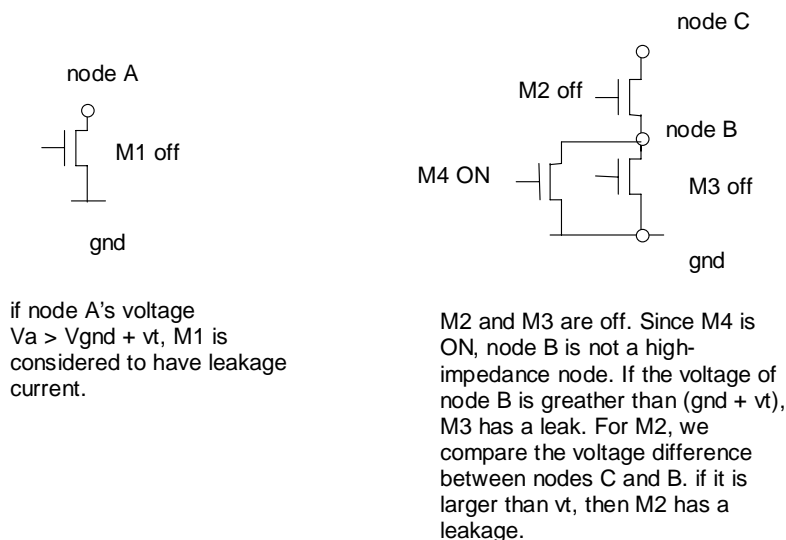 node A
M1 off
gnd
if node A's voltage
Va > Vgnd + vt, M1 is
considered to have leakage
current.
node C
M2 off
node B
M4 ON
M3 off
gnd
M2 and M3 are off. Since M4 is
ON, node B is not a high-
impedance node. If the voltage of
node B is greather than (gnd + vt),
M3 has a leak. For M2, we
compare the voltage difference
between nodes C and B. if it is
larger than vt, then M2 has a
leakage.